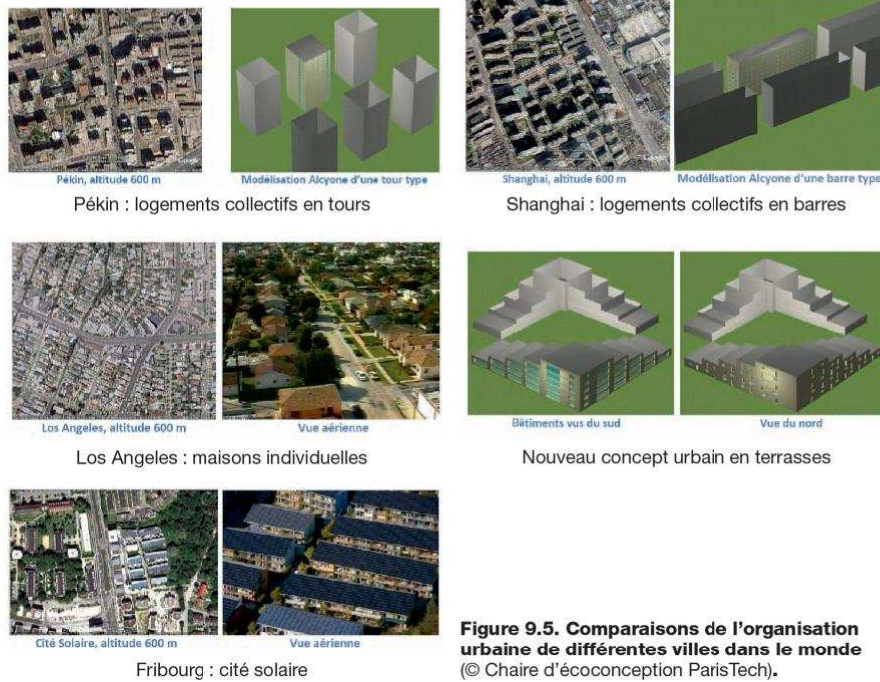 Pékin, altitude 600 m
Modélisation Alcyone d'une tour type
Pékin : logements collectifs en tours
Shanghai, altitude 600 m
Modélisation Alcyone d'une barre type
Shanghai : logements collectifs en barres
Los Angeles, altitude 600 m
Vue aérienne
Los Angeles : maisons individuelles
Bâtiments vus du sud
Vue du nord
Nouveau concept urbain en terrasses
Cité Solaire, altitude 600 m
Vue aérienne
Fribourg : cité solaire
Figure 9.5. Comparaisons de l'organisation
urbaine de différentes villes dans le monde
(© Chaire d'écoconception ParisTech).